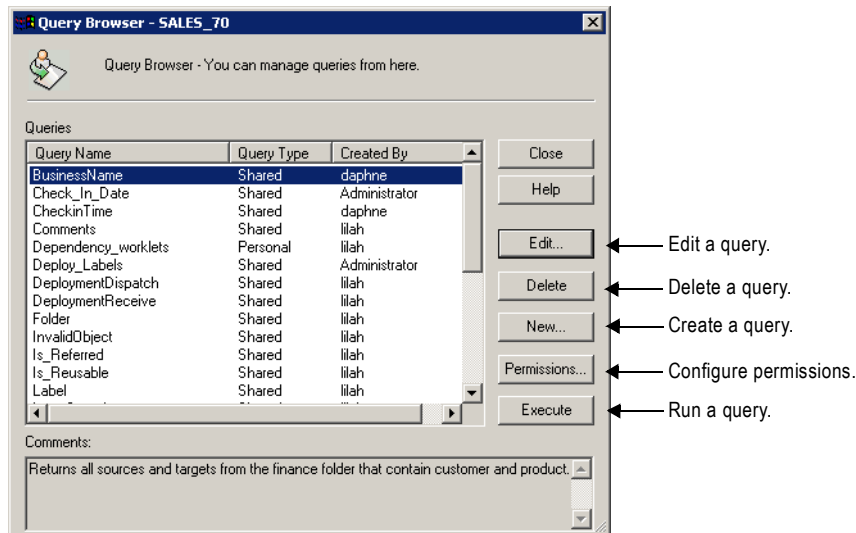 Query Browser - SALES_70
Query Browser - You can manage queries from here.
Queries
Query Name Query Type Created By
BusinessName Shared daphne
Check_In_Date Shared Administrator
CheckinTime Shared daphne
Comments Shared lilah
Dependency_worklets Personal lilah
Deploy_Labels Shared Administrator
DeploymentDispatch Shared lilah
DeploymentReceive Shared lilah
Folder Shared lilah
InvalidObject Shared lilah
Is_Referred Shared lilah
Is_Reusable Shared lilah
Label Shared lilah
Close
Help
Edit... Edit a query.
Delete Delete a query.
New... Create a query.
Permissions... Configure permissions.
Execute Run a query.
Comments:
Returns all sources and targets from the finance folder that contain customer and product.